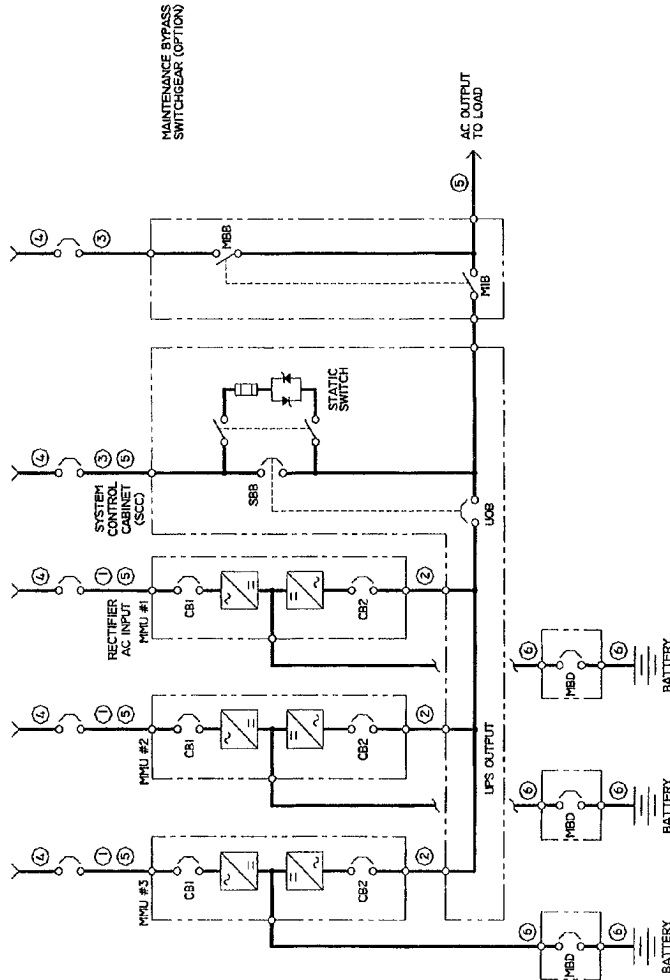 MAINTENANCE BYPASS
SWITCHGEAR (OPTION)
AC OUTPUT
TO LOAD
5
4
3
MBB
MIB
4
3
5
SYSTEM
CONTROL
CABINET
(SCC)
SBB
STATIC
SWITCH
UOB
4
1
5
RECTIFIER
AC INPUT
MMU #1
CB1
CB2
2
6
MBD
6
BATTERY
4
1
5
MMU #2
CB1
CB2
2
UPS OUTPUT
6
MBD
6
BATTERY
4
1
5
MMU #3
CB1
CB2
2
6
MBD
6
BATTERY